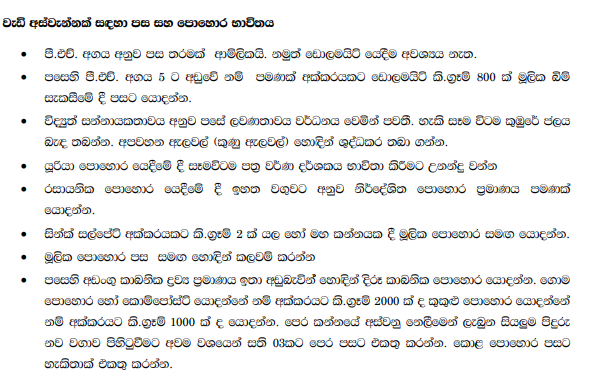 වැඩි අස්වැන්නක් සඳහා පස සහ පොහොර භාවිතය
• පී.එච්. අගය අනුව පස තරමක් ආම්ලිකයි. නමුත් ඩොලමයිට් යෙදීම අවශ්‍යය නැත.
• පසෙහි පී.එච්. අගය 5 ට අඩුවේ නම් පමණක් අක්කරයකට ඩොලමයිට් කි.ග්‍රෑම් 800 ක් මූලික බිම්
සැකසීමේ දී පසට යොදන්න.
• විද්‍යුත් සන්නායකතාවය අනුව පසේ ලවණතාවය වර්ධනය වෙමින් පවතී. හැකි සෑම විටම කුඹුරේ ජලය
බැඳ තබන්න. අපවහන ඇලවල් (කුණු ඇලවල්) හොඳින් ශුද්ධකර තබා ගන්න.
• යූරියා පොහොර යෙදීමේ දී සෑමවිටම පත්‍ර වර්ණ දර්ශකය භාවිතා කිරීමට උනන්දු වන්න
• රසායනික පොහොර යෙදීමේ දී ඉහත වගුවට අනුව නිර්දේශිත පොහොර ප්‍රමාණය පමණක්
යොදන්න.
• සින්ක් සල්පේට් අක්කරයකට කි.ග්‍රෑම් 2 ක් යල හෝ මහ කන්නයක දී මූලික පොහොර සමඟ යොදන්න.
• මූලික පොහොර පස සමඟ හොඳින් කලවම් කරන්න
• පසෙහි අඩංගු කාබනික ද්‍රව්‍ය ප්‍රමාණය ඉතා අඩුබැවින් හොඳින් දිරූ කාබනික පොහොර යොදන්න. ගොම
පොහොර හෝ කොම්පෝස්ට් යොදන්නේ නම් අක්කරයට කි.ග්‍රෑම් 2000 ක් ද කුකුළු පොහොර යොදන්නේ
නම් අක්කරයට කි.ග්‍රෑම් 1000 ක් ද යොදන්න. පෙර කන්නයේ අස්වනු නෙලීමෙන් ලැබුන සියලුම පිදුරු
නව වගාව පිහිටුවීමට අවම වශයෙන් සති 03කට පෙර පසට එකතු කරන්න. කොළ පොහොර පසට
හැකිතාක් එකතු කරන්න.